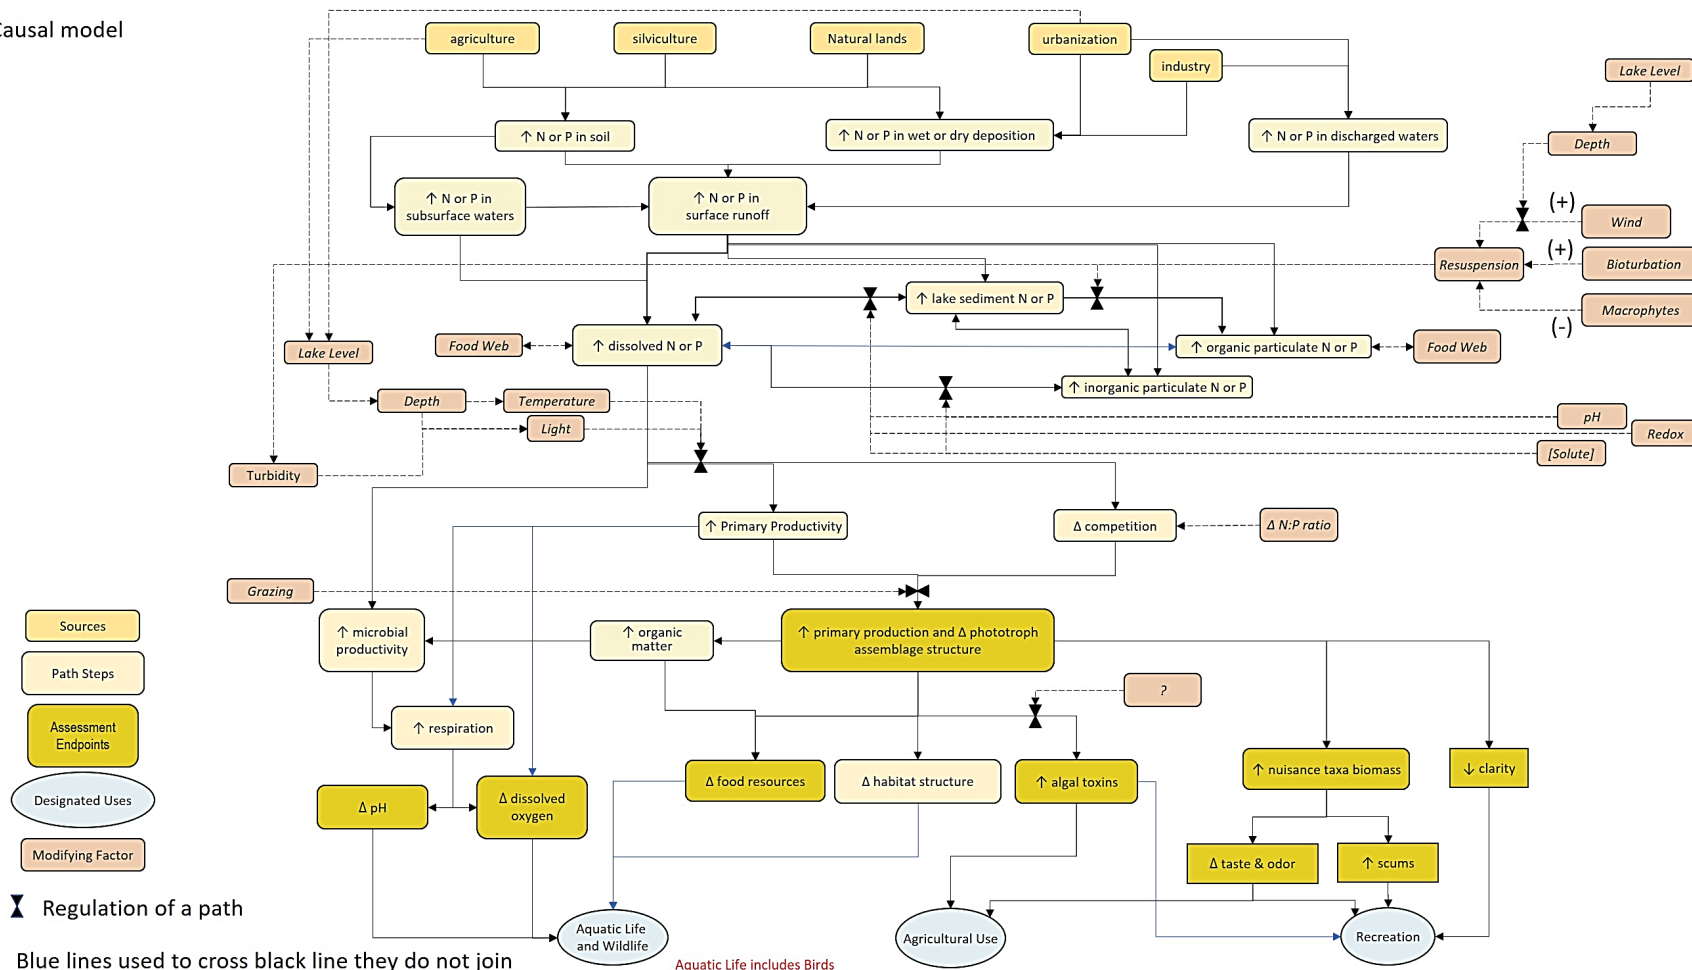 Causal model
agriculture
silviculture
Natural lands
urbanization
industry
Lake Level
↑ N or P in soil
↑ N or P in wet or dry deposition
↑ N or P in discharged waters
Depth
↑ N or P in
subsurface waters
↑ N or P in
surface runoff
(+)
Wind
(+)
Resuspension
Bioturbation
↑ lake sediment N or P
Macrophytes
(-)
Lake Level
Food Web
↑ dissolved N or P
↑ organic particulate N or P
Food Web
↑ inorganic particulate N or P
Depth
Temperature
Light
pH
Redox
[Solute]
Turbidity
↑ Primary Productivity
Δ competition
Δ N:P ratio
Grazing
Sources
↑ microbial
productivity
↑ organic
matter
↑ primary production and Δ phototroph
assemblage structure
Path Steps
?
Assessment
Endpoints
↑ respiration
Δ food resources
Δ habitat structure
↑ algal toxins
↑ nuisance taxa biomass
↓ clarity
Designated Uses
Δ pH
Δ dissolved
oxygen
Modifying Factor
Δ taste & odor
↑ scums
Regulation of a path
Aquatic Life
and Wildlife
Agricultural Use
Recreation
Blue lines used to cross black line they do not join
Aquatic Life includes Birds